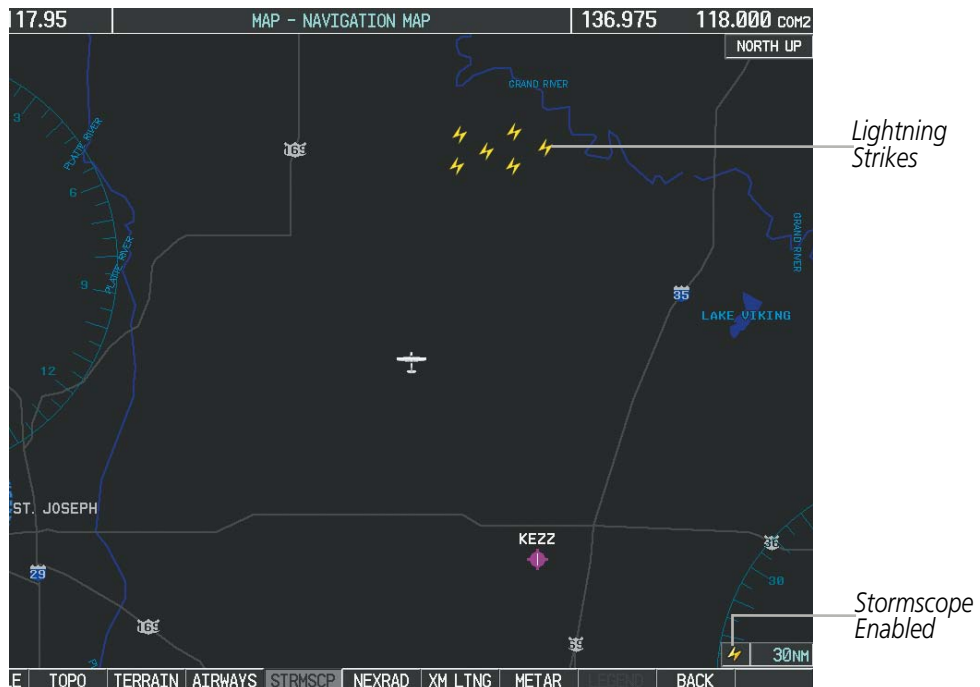 117.95 MAP - NAVIGATION MAP 136.975 118.000 COM2
NORTH UP
GRAND RIVER
3
PLATTE RIVER
169
Lightning
Strikes
6
GRAND RIVER
PLATTE RIVER
9
35
LAKE VIKING
12
ST. JOSEPH
KEZZ
36
29
30
Stormscope
Enabled
169
35
30NM
E TOPO TERRAIN AIRWAYS STRMSCP NEXRAD XM LTNG METAR LEGEND BACK